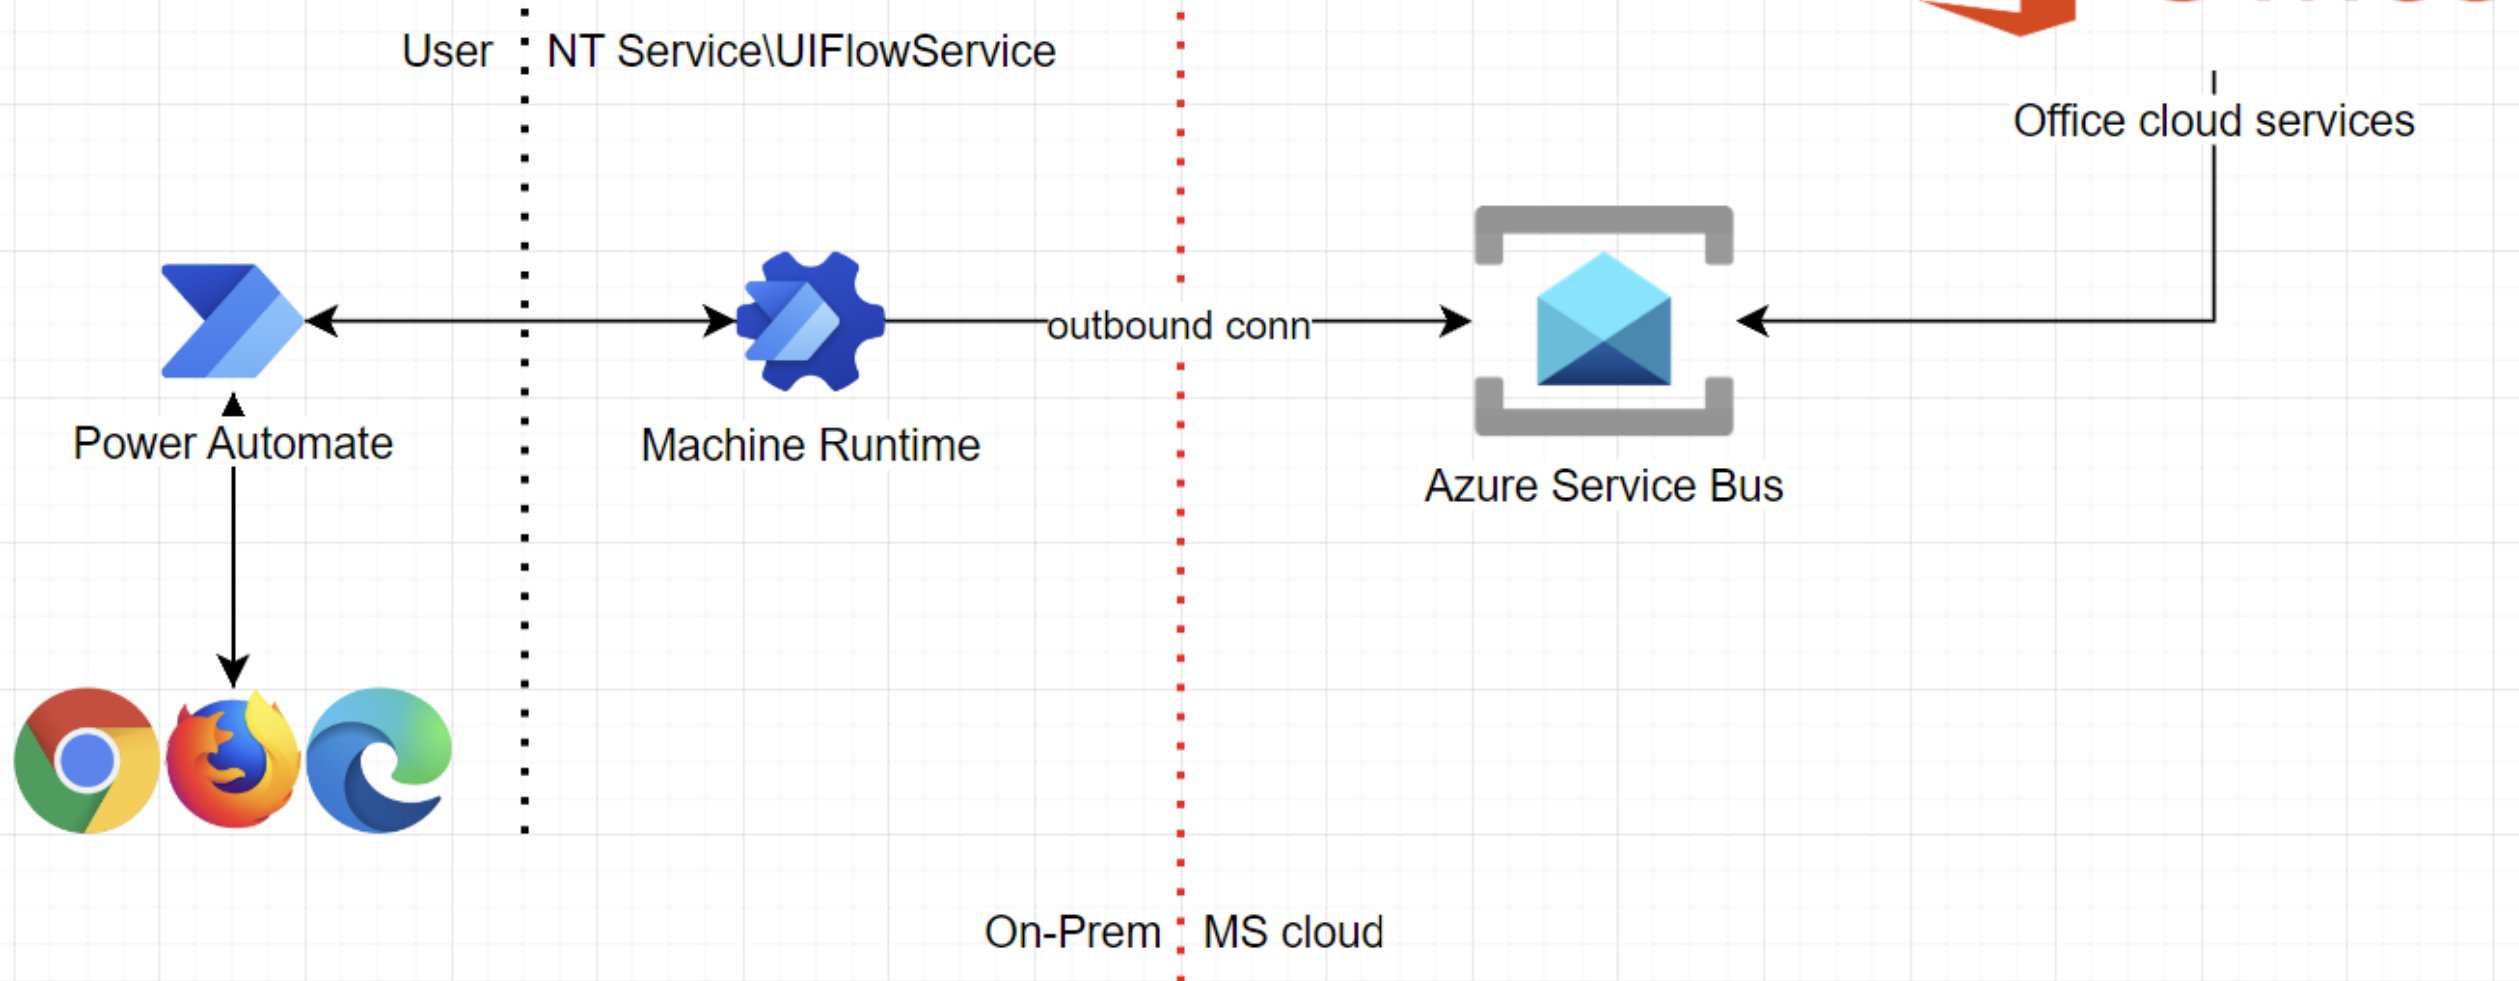 User
NT Service\UIFlowService
Office cloud services
outbound conn
Power Automate
Machine Runtime
Azure Service Bus
On-Prem
MS cloud